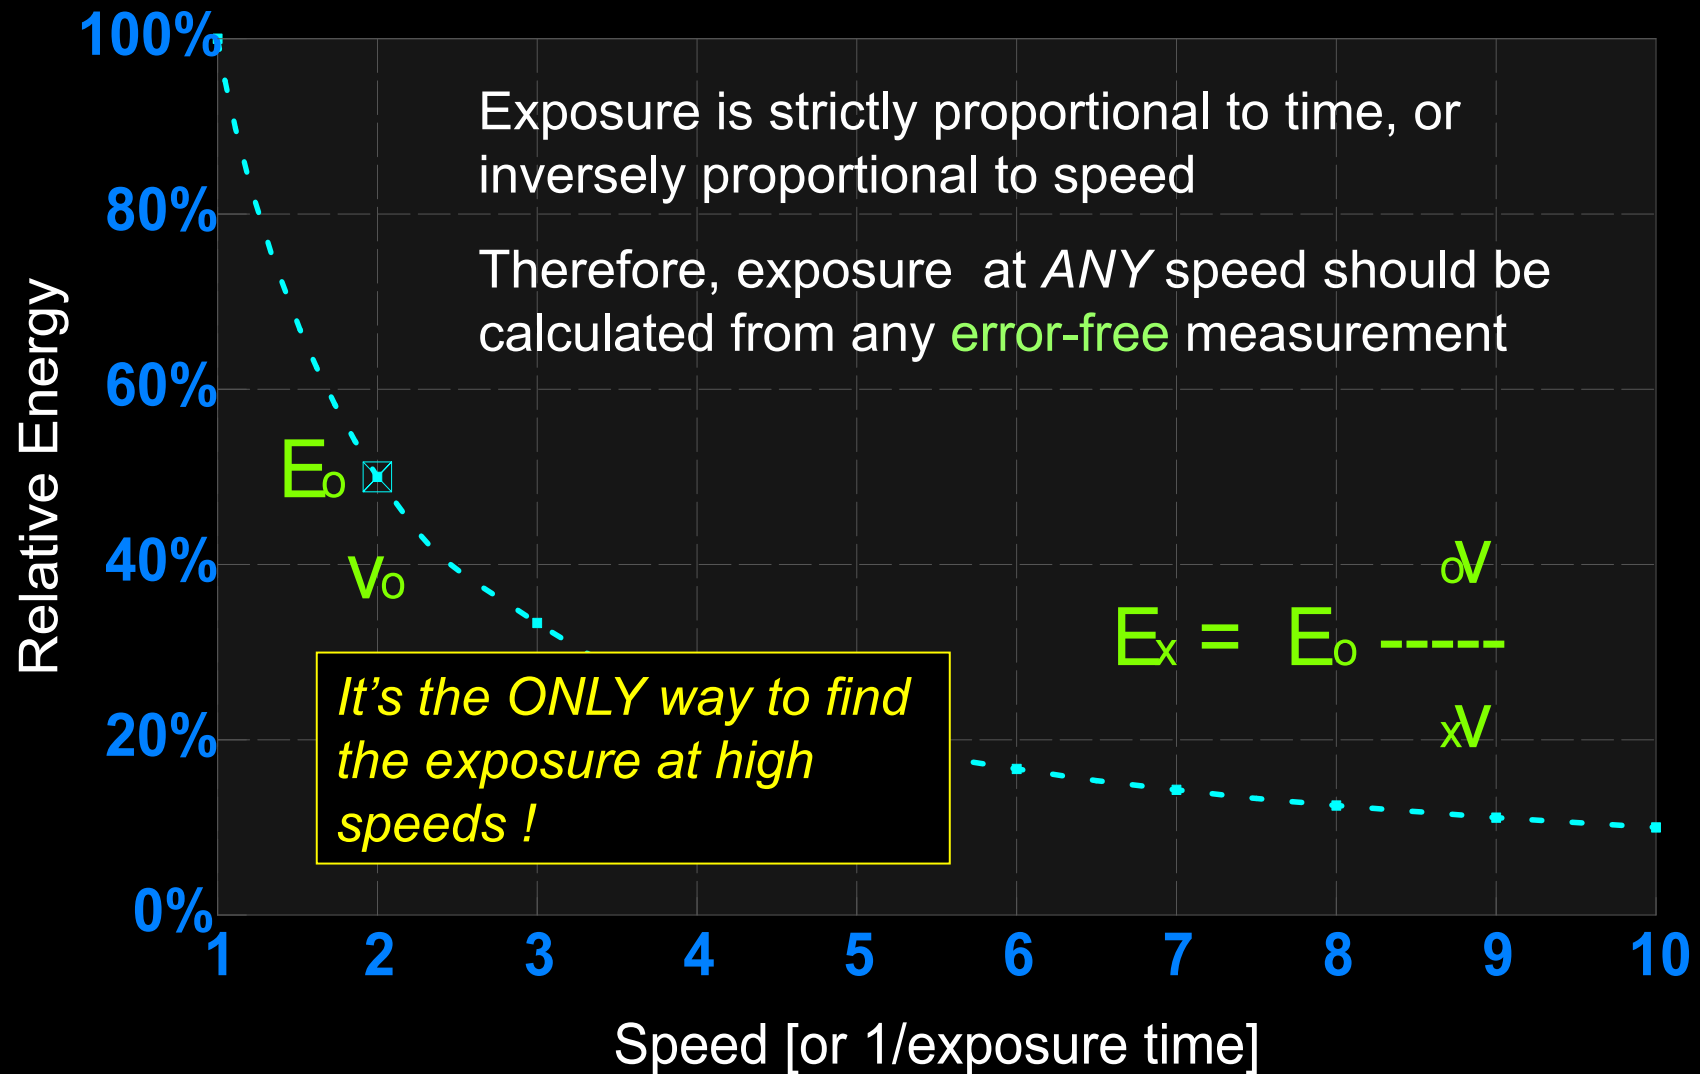 100%
80%
60%
40%
20%
0%
Relative Energy
Exposure is strictly proportional to time, or
inversely proportional to speed
Therefore, exposure at ANY speed should be
calculated from any error-free measurement
Eo
vo
ov
Ex = Eo -----
xv
It’s the ONLY way to find
the exposure at high
speeds !
1 2 3 4 5 6 7 8 9 10
Speed [or 1/exposure time]